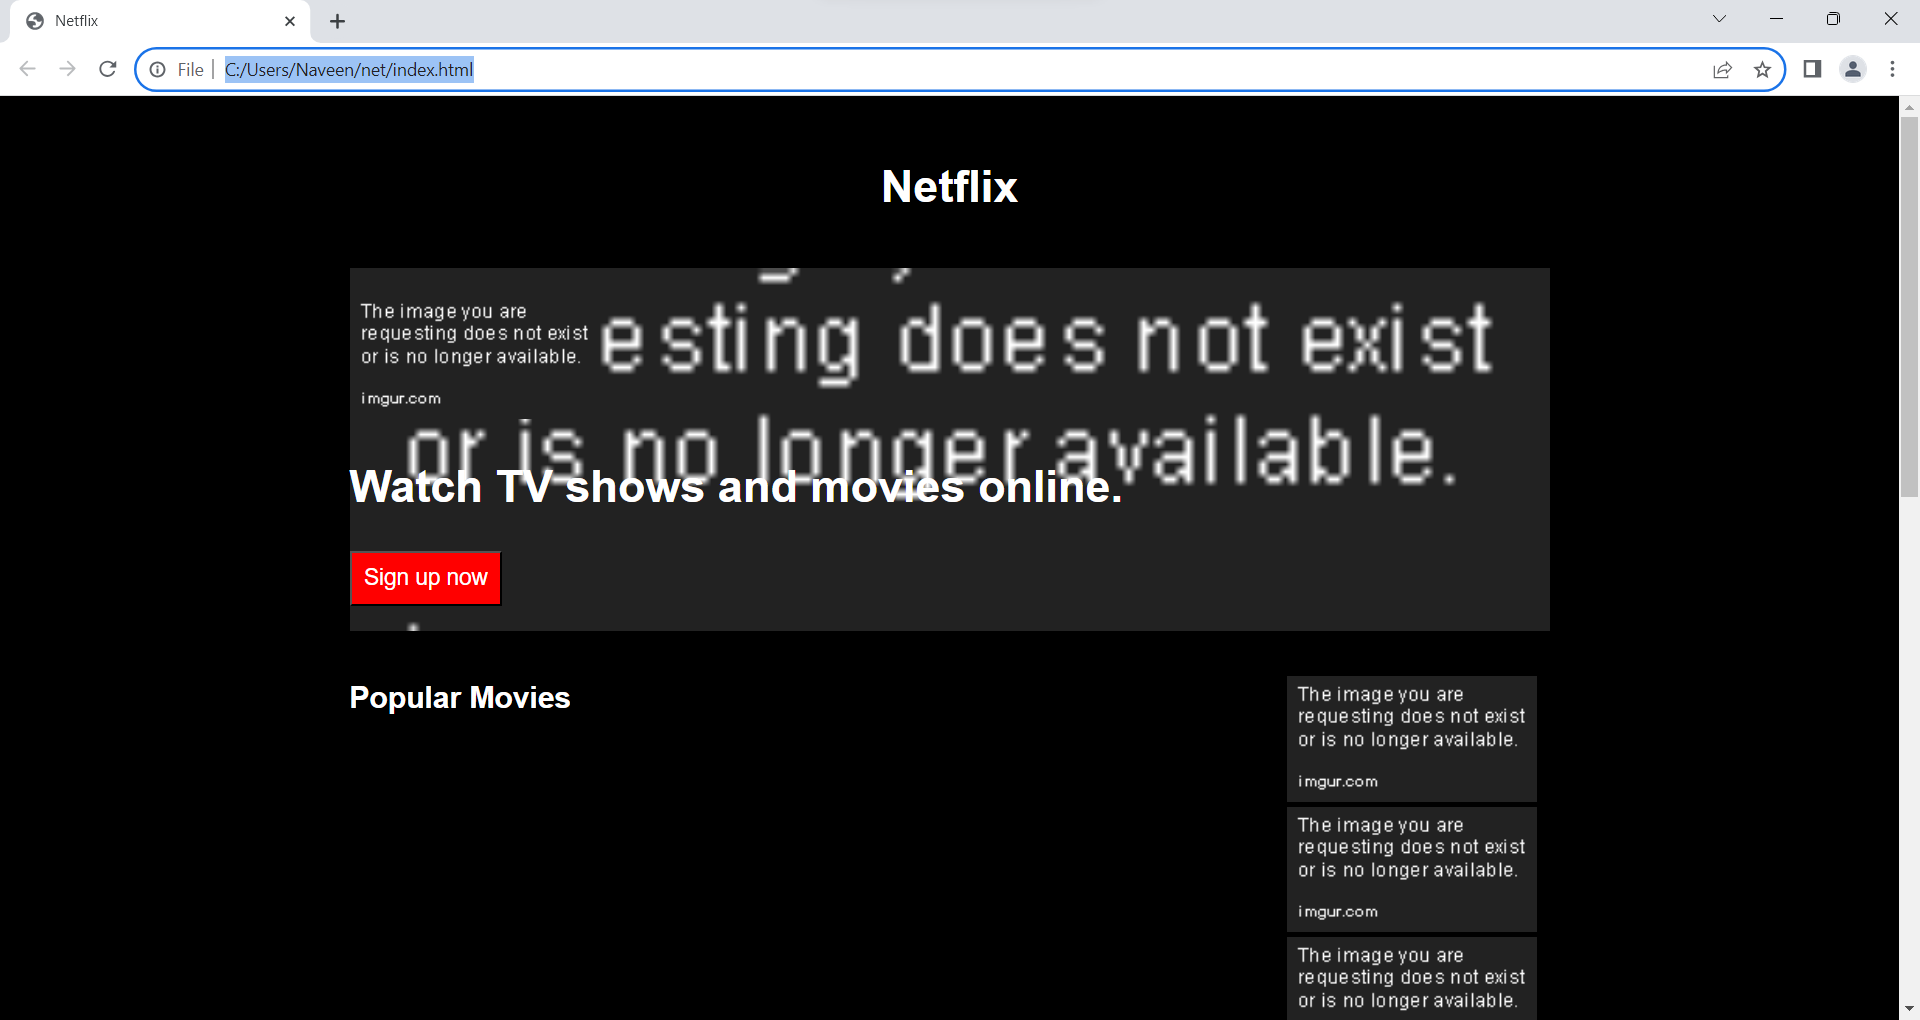 Netflix
File
C:/Users/Naveen/net/index.html
Netflix
The image you are
requesting does not exist
or is no longer available.
imgur.com
esting does not exist
or is no longer available.
Watch TV shows and movies online.
Sign up now
Popular Movies
The image you are
requesting does not exist
or is no longer available.
imgur.com
The image you are
requesting does not exist
or is no longer available.
imgur.com
The image you are
requesting does not exist
or is no longer available.